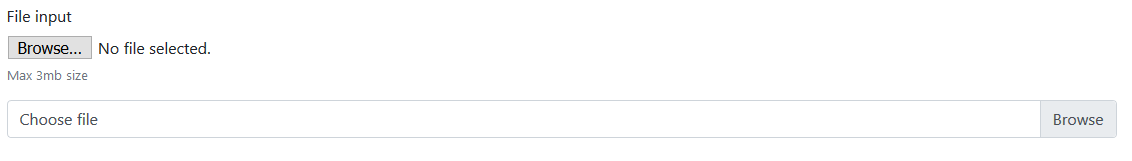 File input
Browse... No file selected.
Max 3mb size
Choose file Browse